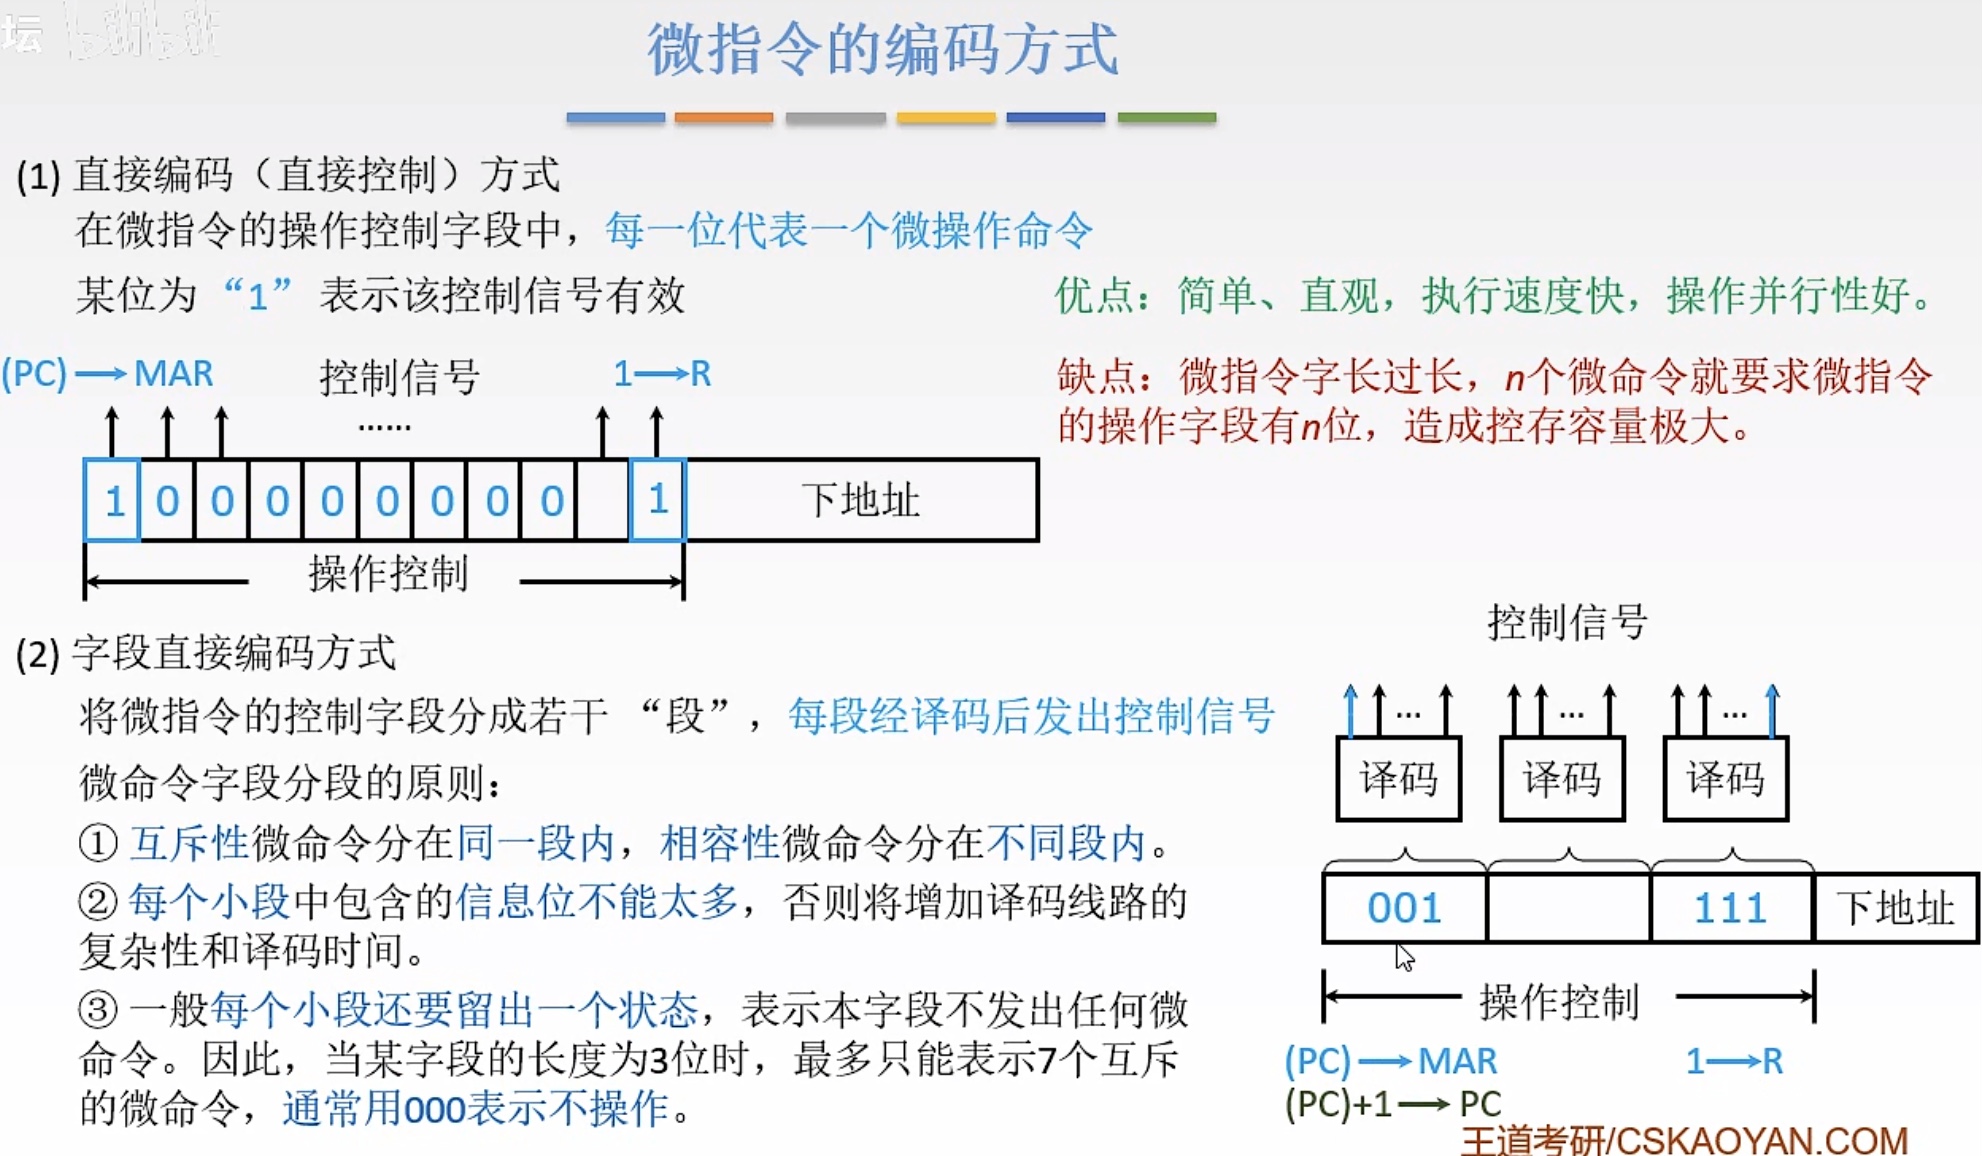 坛 bilibili
微指令的编码方式
(1) 直接编码（直接控制）方式
在微指令的操作控制字段中，每一位代表一个微操作命令
某位为 “1” 表示该控制信号有效
优点：简单、直观，执行速度快，操作并行性好。
缺点：微指令字长过长，n个微命令就要求微指令
的操作字段有n位，造成控存容量极大。
(PC)→MAR 控制信号 1→R
……
1 0 0 0 0 0 0 0 0 1 下地址
操作控制
(2) 字段直接编码方式
将微指令的控制字段分成若干 “段”，每段经译码后发出控制信号
微命令字段分段的原则：
① 互斥性微命令分在同一段内，相容性微命令分在不同段内。
② 每个小段中包含的信息位不能太多，否则将增加译码线路的
复杂性和译码时间。
③ 一般每个小段还要留出一个状态，表示本字段不发出任何微
命令。因此，当某字段的长度为3位时，最多只能表示7个互斥
的微命令，通常用000表示不操作。
控制信号
... ... ...
译码 译码 译码
001 111 下地址
操作控制
(PC)→MAR 1→R
(PC)+1→PC
王道考研/CSKAOYAN.COM